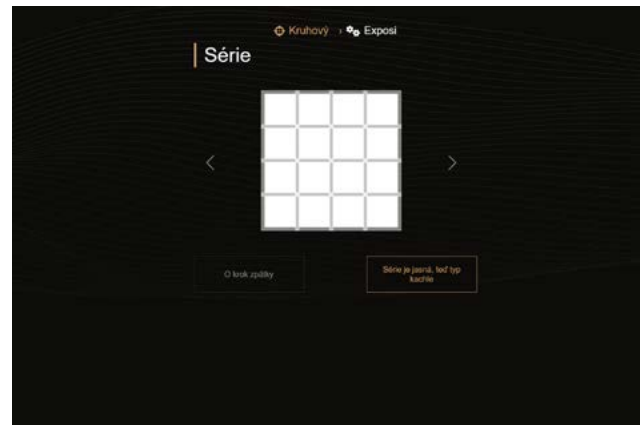 Kruhový › Exposi
Série
O krok zpátky
Série je jasná, teď typ
kachle